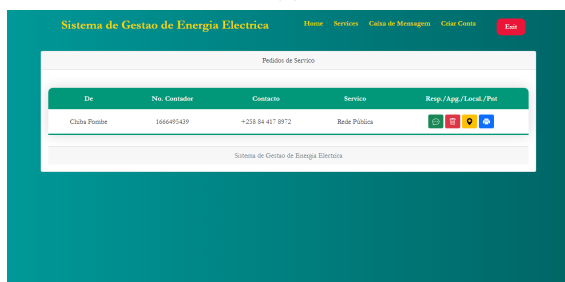 Sistema de Gestao de Energia Electrica Home Services Caixa de Mensagem Criar Conta Exit
Pedidos de Servico
De No. Contador Contacto Servico Resp./Apg./Local./Pnt
Chiba Fombe 1666495439 +258 84 417 8972 Rede Pública
Sistema de Gestao de Energia Electrica